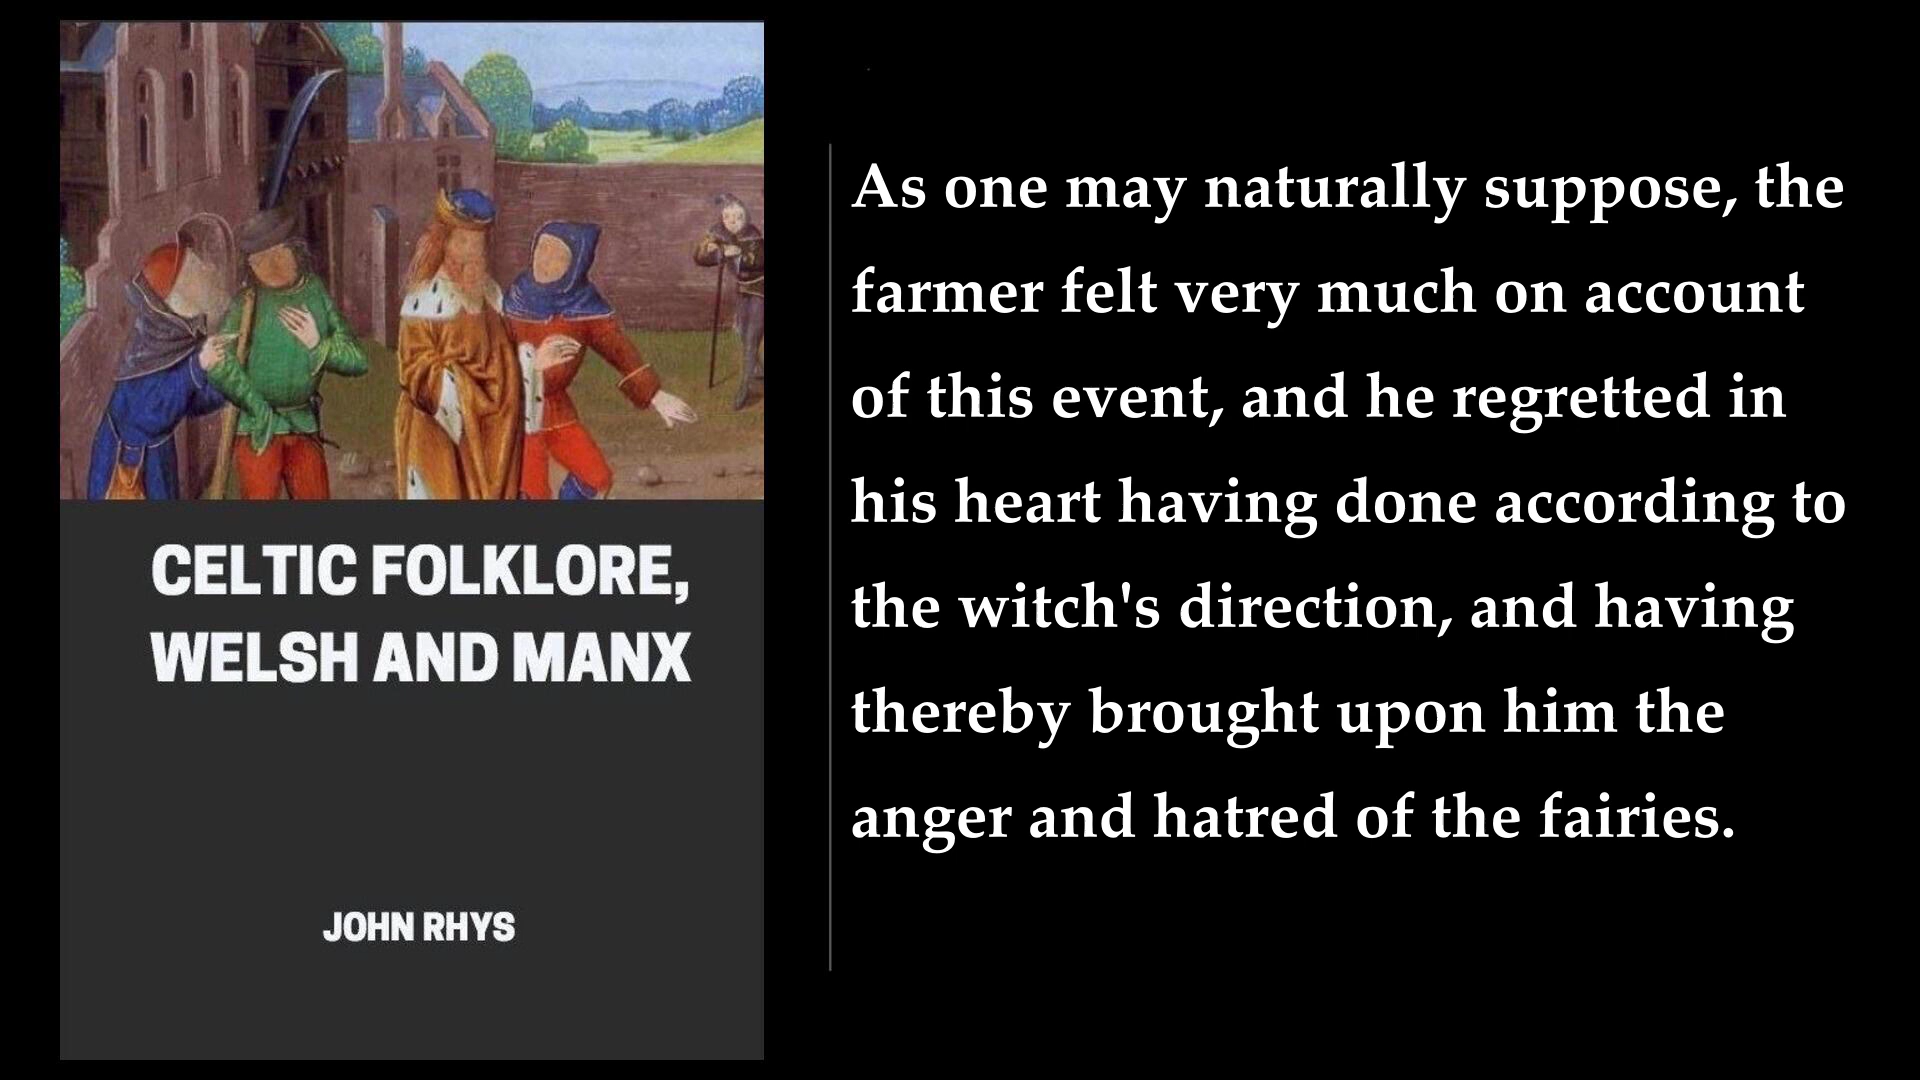 CELTIC FOLKLORE,
WELSH AND MANX
JOHN RHYS
As one may naturally suppose, the
farmer felt very much on account
of this event, and he regretted in
his heart having done according to
the witch's direction, and having
thereby brought upon him the
anger and hatred of the fairies.